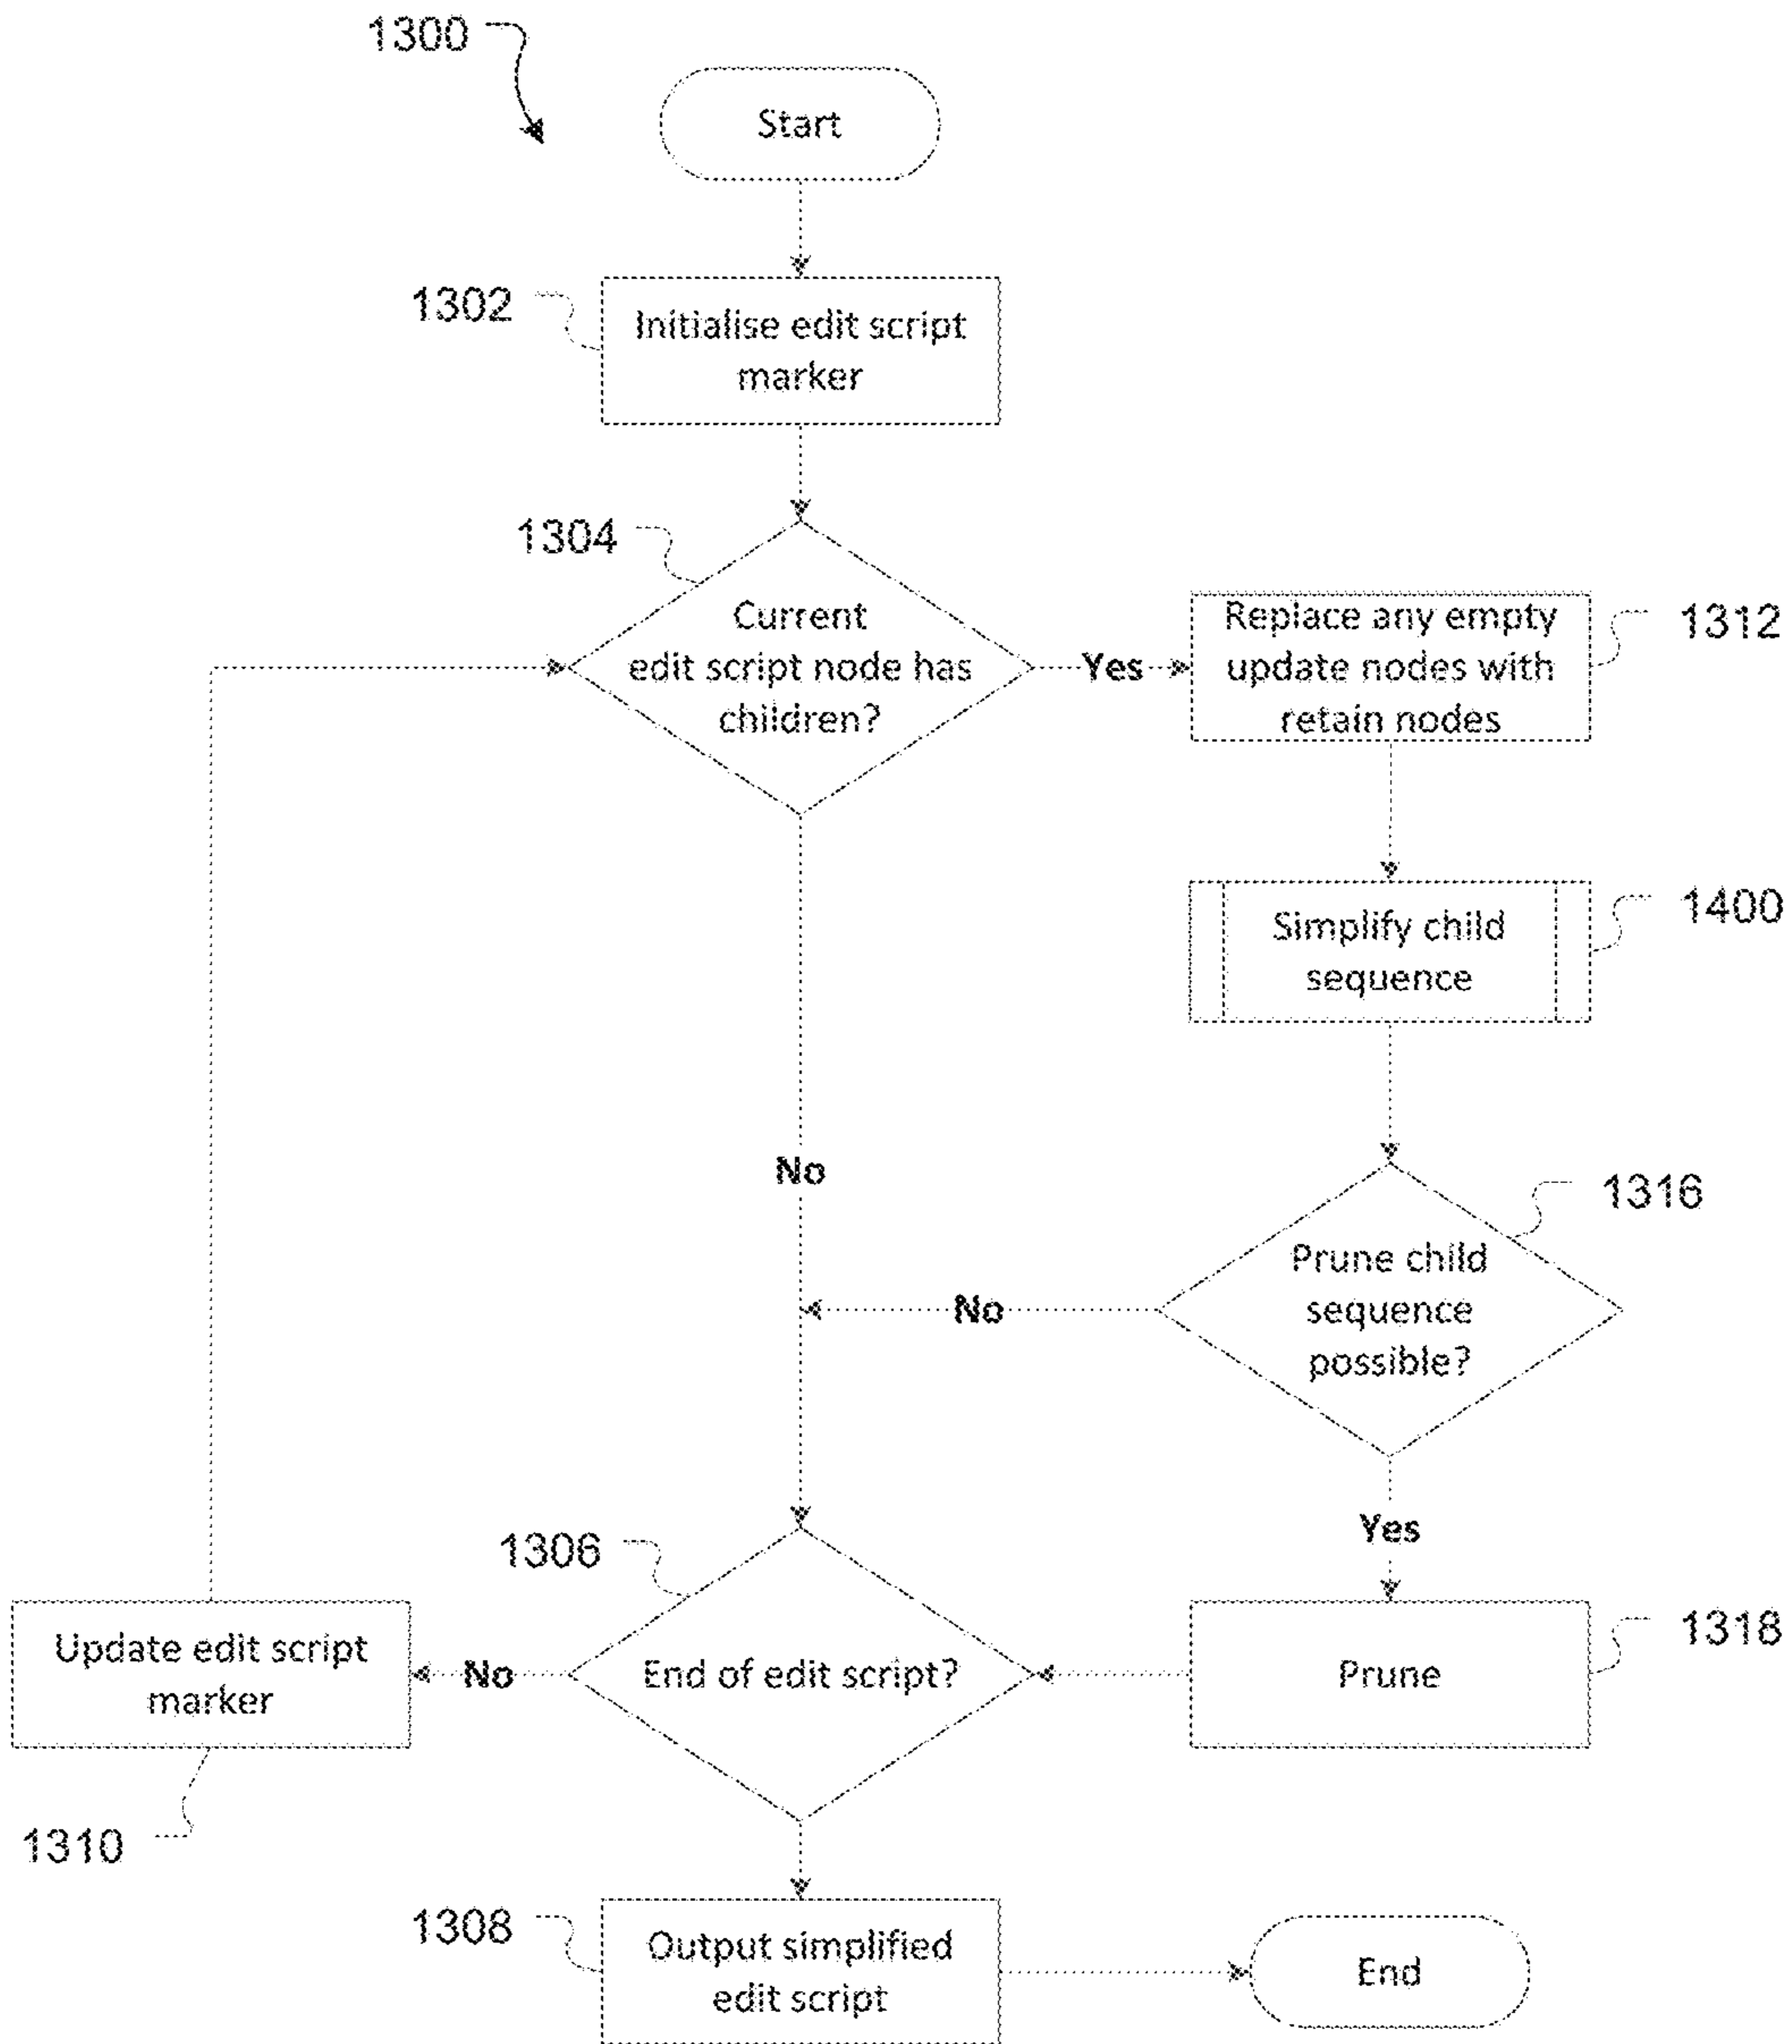 1300
Start
1302
Initialise edit script
marker
1304
Current
edit script node has
children?
Yes
Replace any empty
update nodes with
retain nodes
1312
Simplify child
sequence
1400
No
1316
Prune child
sequence
possible?
No
Yes
1306
End of edit script?
No
Update edit script
marker
1310
Prune
1318
1308
Output simplified
edit script
End